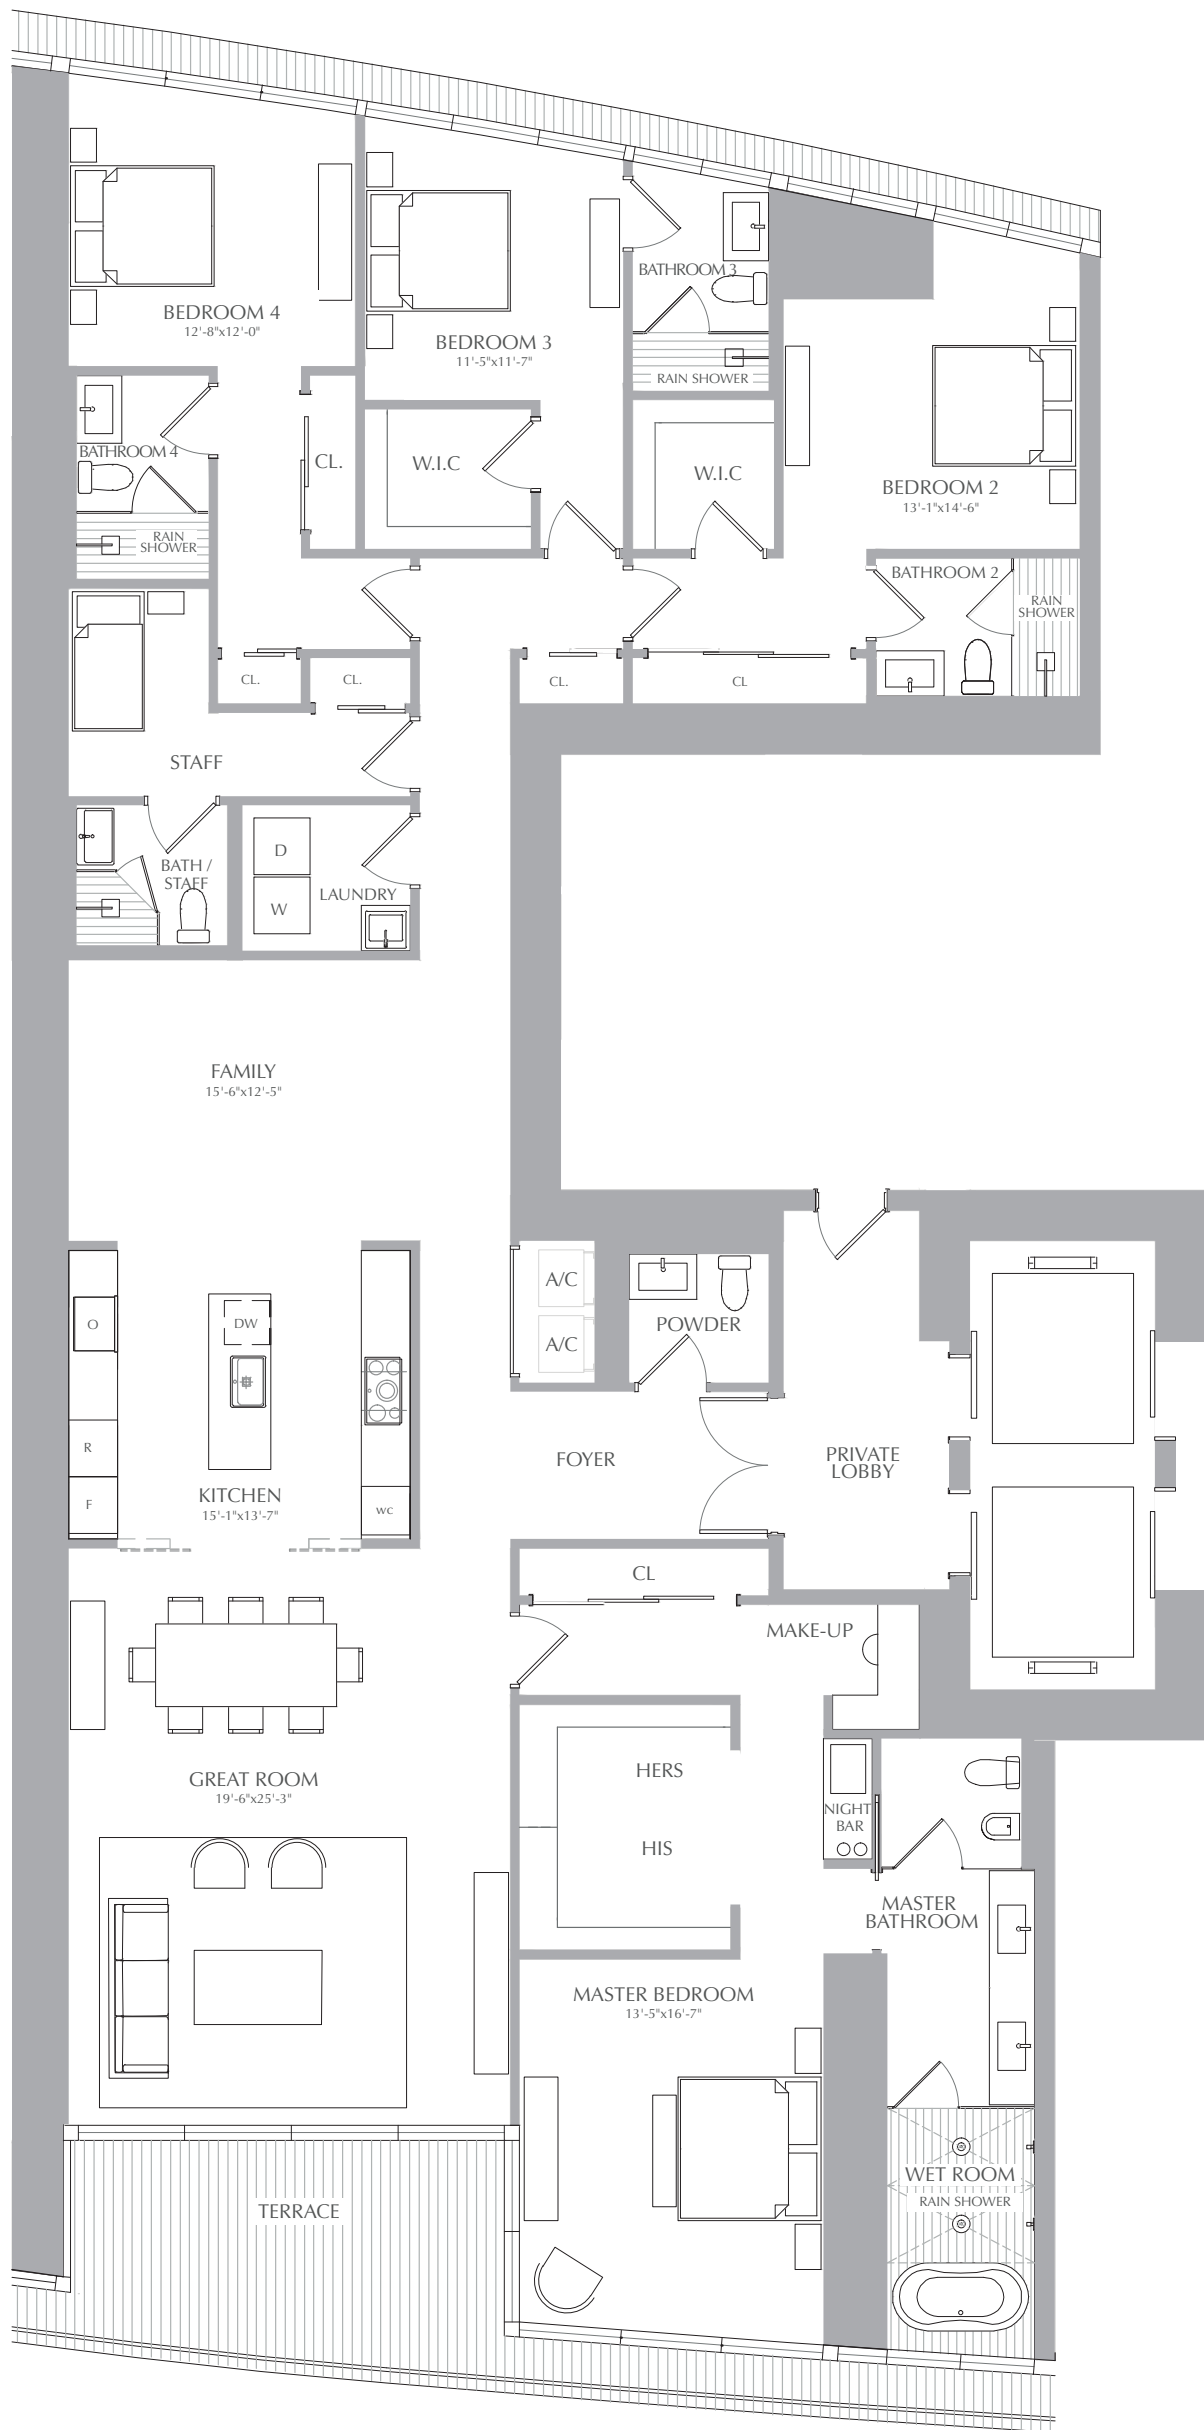 BEDROOM 4
12'-8"x12'-0"
BEDROOM 3
11'-5"x11'-7"
BATHROOM 3
RAIN SHOWER
BEDROOM 2
13'-1"x14'-6"
BATHROOM 4
RAIN
SHOWER
CL.
W.I.C
W.I.C
BATHROOM 2
RAIN
SHOWER
CL.
CL.
CL.
CL
STAFF
BATH /
STAFF
D
W
LAUNDRY
FAMILY
15'-6"x12'-5"
A/C
A/C
POWDER
O
DW
R
F
WC
KITCHEN
15'-1"x13'-7"
FOYER
PRIVATE
LOBBY
CL
MAKE-UP
GREAT ROOM
19'-6"x25'-3"
HERS
HIS
NIGHT
BAR
MASTER
BATHROOM
MASTER BEDROOM
13'-5"x16'-7"
WET ROOM
RAIN SHOWER
TERRACE